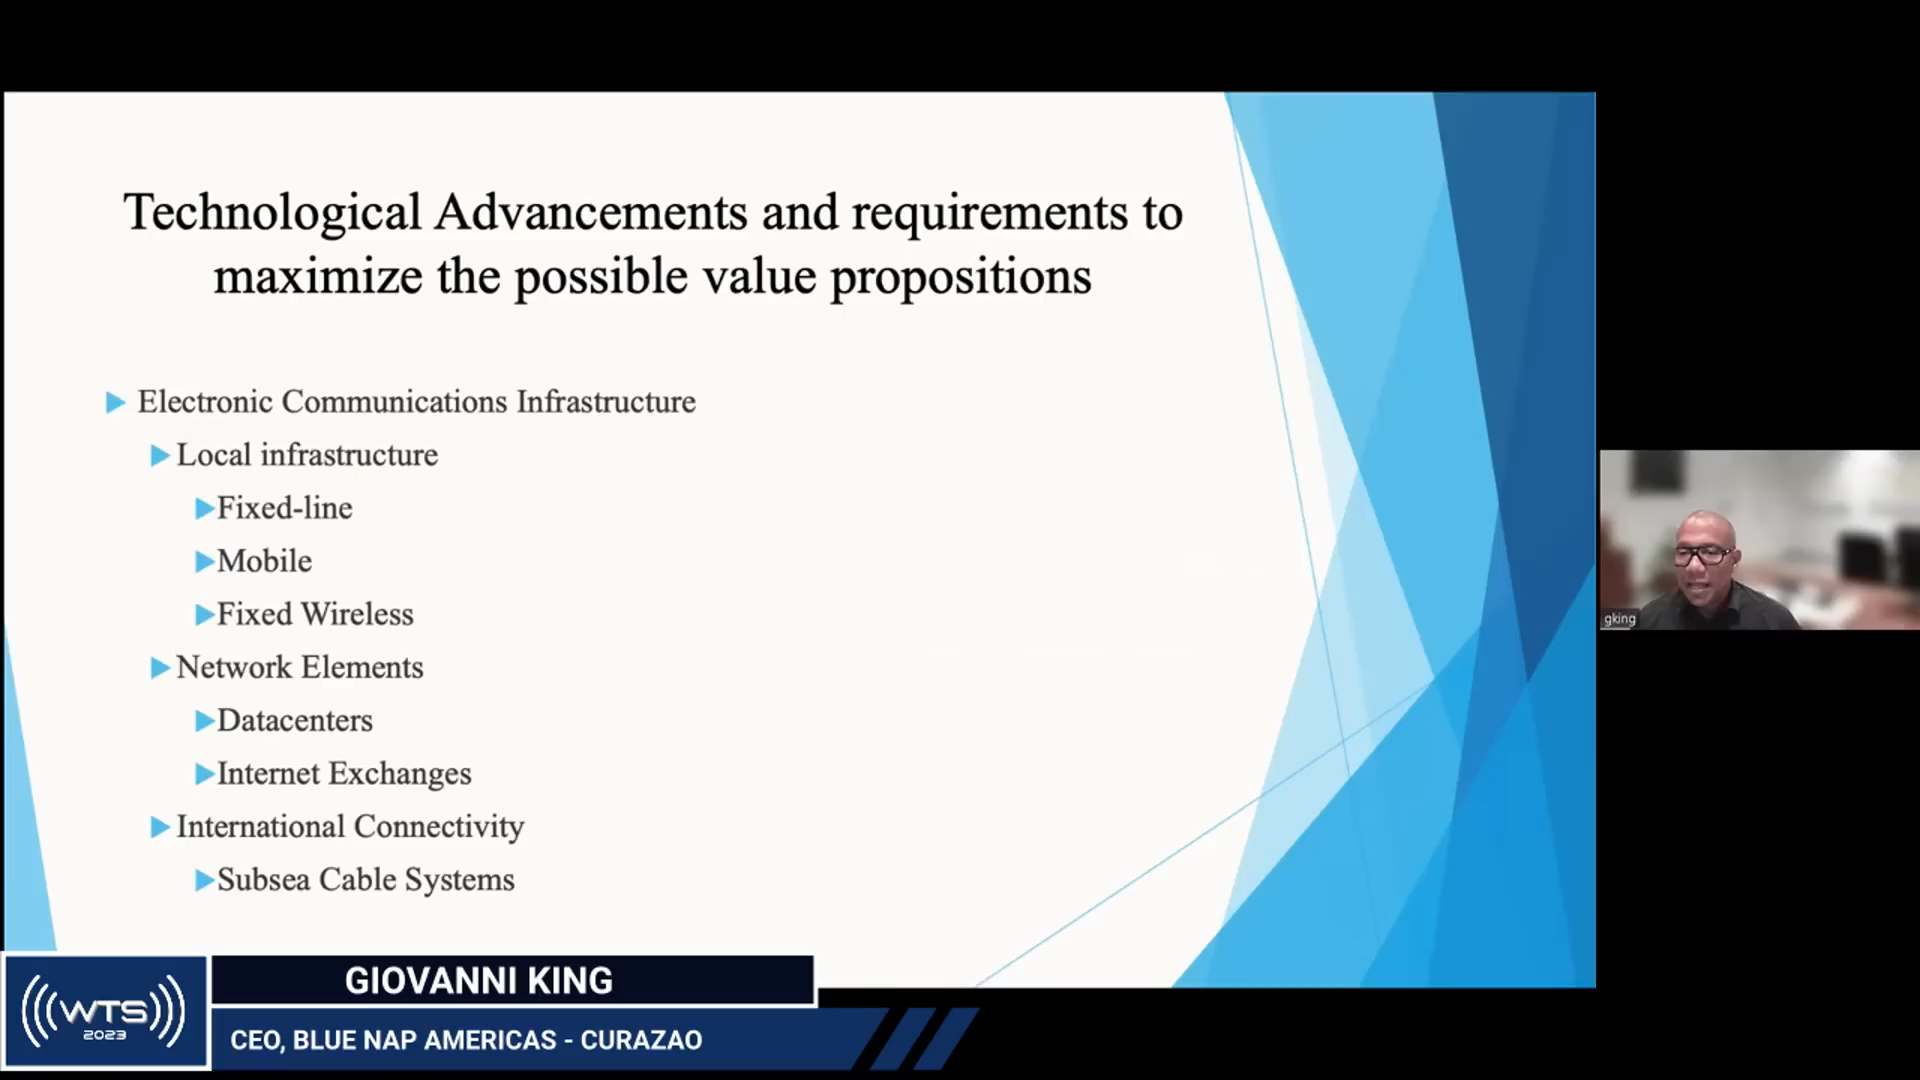 Technological Advancements and requirements to
maximize the possible value propositions
Electronic Communications Infrastructure
Local infrastructure
Fixed-line
Mobile
Fixed Wireless
Network Elements
Datacenters
Internet Exchanges
International Connectivity
Subsea Cable Systems
gking
WTS
2023
GIOVANNI KING
CEO, BLUE NAP AMERICAS - CURAZAO